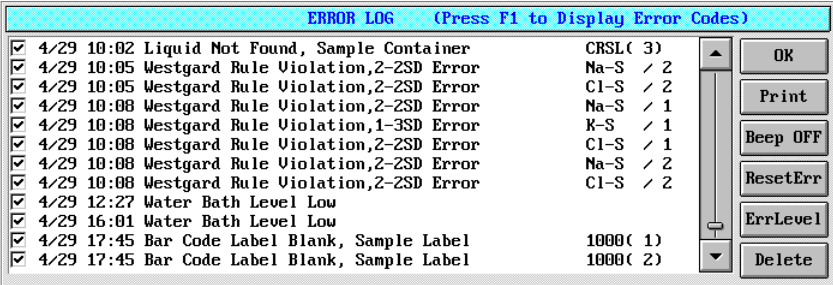 ERROR LOG (Press F1 to Display Error Codes)
4/29 10:02 Liquid Not Found, Sample Container CRSL( 3)
4/29 10:05 Westgard Rule Violation,2-2SD Error Na-S / 2
4/29 10:05 Westgard Rule Violation,2-2SD Error Cl-S / 2
4/29 10:08 Westgard Rule Violation,2-2SD Error Na-S / 1
4/29 10:08 Westgard Rule Violation,1-3SD Error K-S / 1
4/29 10:08 Westgard Rule Violation,2-2SD Error Cl-S / 1
4/29 10:08 Westgard Rule Violation,2-2SD Error Na-S / 2
4/29 10:08 Westgard Rule Violation,2-2SD Error Cl-S / 2
4/29 12:27 Water Bath Level Low
4/29 16:01 Water Bath Level Low
4/29 17:45 Bar Code Label Blank, Sample Label 1000( 1)
4/29 17:45 Bar Code Label Blank, Sample Label 1000( 2)
OK
Print
Beep OFF
ResetErr
ErrLevel
Delete